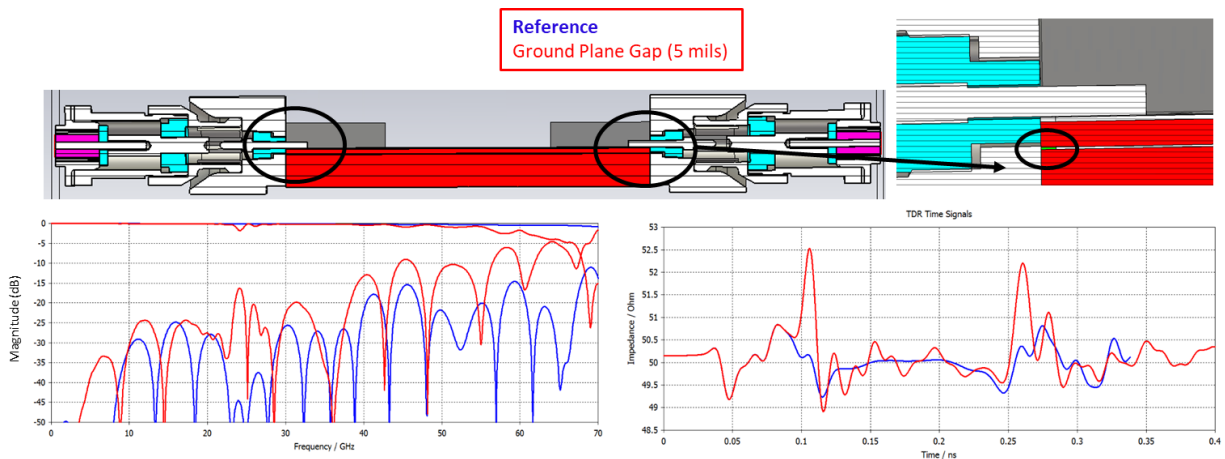 Reference
Ground Plane Gap (5 mils)
Magnitude (dB)
0
-5
-10
-15
-20
-25
-30
-35
-40
-45
-50
0 10 20 30 40 50 60 70
Frequency / GHz
TDR Time Signals
Impedance / Ohm
53
52.5
52
51.5
51
50.5
50
49.5
49
48.5
0 0.05 0.1 0.15 0.2 0.25 0.3 0.35 0.4
Time / ns